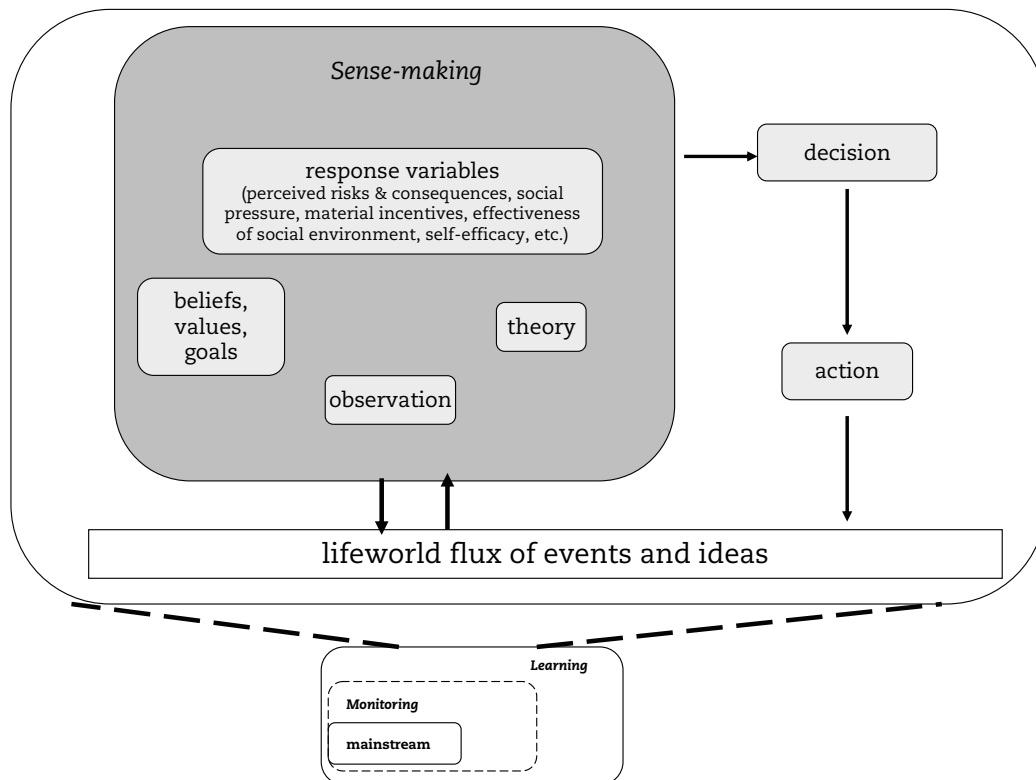 Sense-making
response variables
(perceived risks & consequences, social
pressure, material incentives, effectiveness
of social environment, self-efficacy, etc.)
decision
beliefs,
values,
goals
theory
action
observation
lifeworld flux of events and ideas
Learning
Monitoring
mainstream